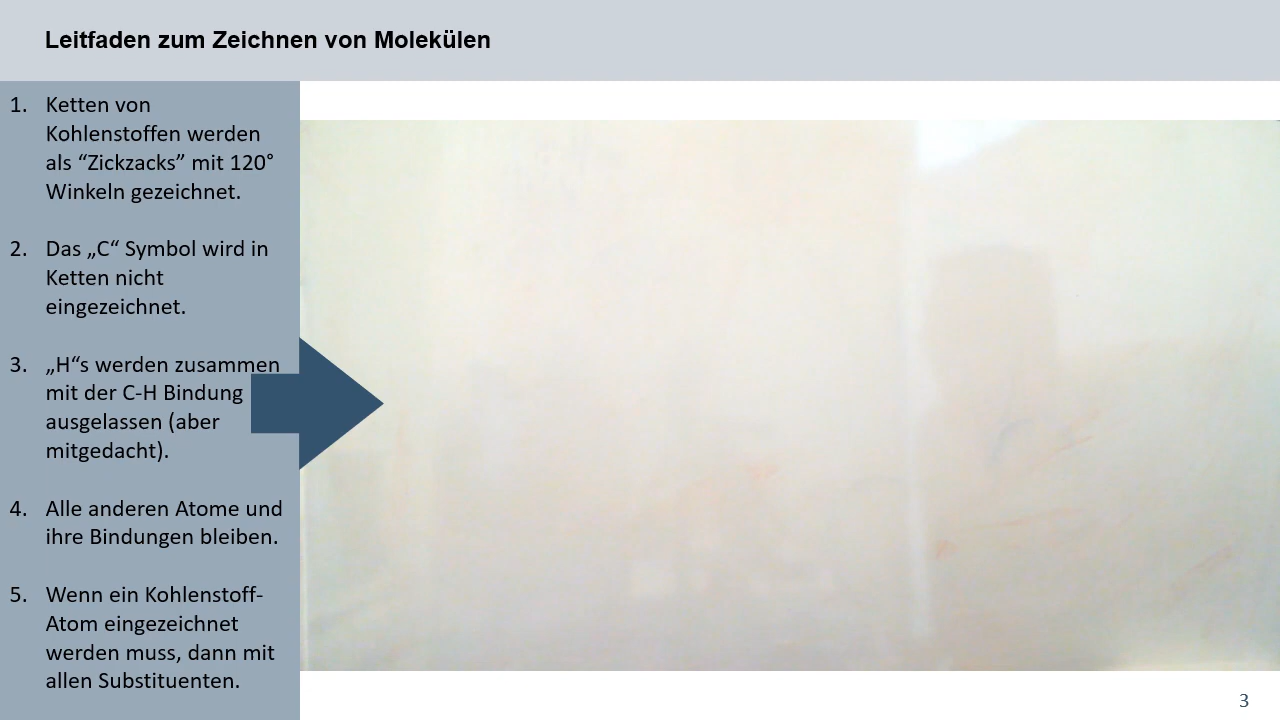 Leitfaden zum Zeichnen von Molekülen
1. Ketten von
Kohlenstoffen werden
als “Zickzacks” mit 120°
Winkeln gezeichnet.
2. Das „C“ Symbol wird in
Ketten nicht
eingezeichnet.
3. „H“s werden zusammen
mit der C-H Bindung
ausgelassen (aber
mitgedacht).
4. Alle anderen Atome und
ihre Bindungen bleiben.
5. Wenn ein Kohlenstoff-
Atom eingezeichnet
werden muss, dann mit
allen Substituenten.
3